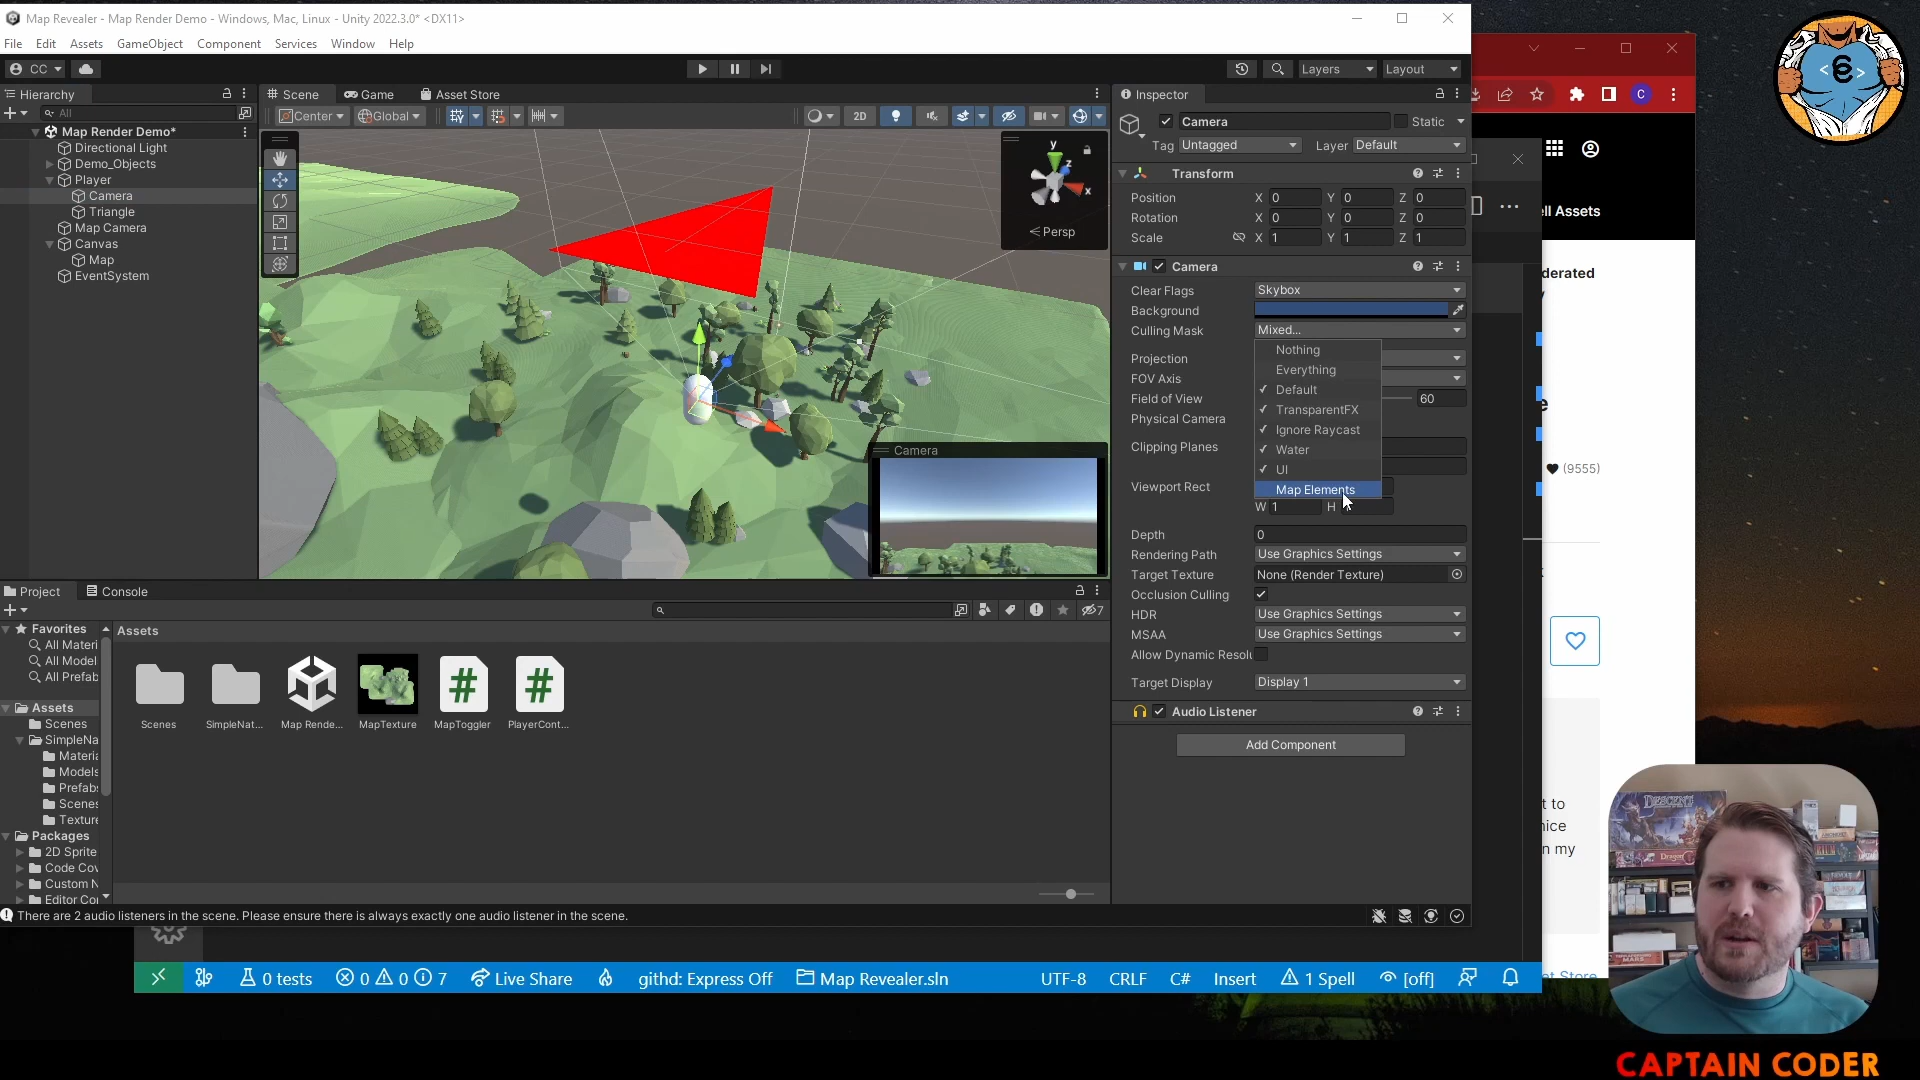 Map Revealer - Map Render Demo - Windows, Mac, Linux - Unity 2022.3.0* <DX11>
File Edit Assets GameObject Component Services Window Help
CC Layers Layout
Hierarchy
All
Map Render Demo*
Directional Light
Demo_Objects
Player
Camera
Triangle
Map Camera
Canvas
Map
EventSystem
Scene Game Asset Store
Center Global 2D
y
z
x
Persp
Camera
Inspector
Camera Static
Tag Untagged Layer Default
Transform
Position X 0 Y 0 Z 0
Rotation X 0 Y 0 Z 0
Scale X 1 Y 1 Z 1
Camera
Clear Flags Skybox
Background
Culling Mask Mixed...
Nothing
Everything
Default
TransparentFX
Ignore Raycast
Water
UI
Map Elements
Projection
FOV Axis
Field of View 60
Physical Camera
Clipping Planes
Viewport Rect
W 1 H
Depth 0
Rendering Path Use Graphics Settings
Target Texture None (Render Texture)
Occlusion Culling
HDR Use Graphics Settings
MSAA Use Graphics Settings
Allow Dynamic Resolu
Target Display Display 1
Audio Listener
Add Component
Project Console
7
Favorites
All Materi
All Model
All Prefab
Assets
Scenes
SimpleNa
Materia
Models
Prefabs
Scenes
Texture
Packages
2D Sprite
Code Cov
Custom N
Editor Cor
Assets
Scenes SimpleNat... Map Rende... MapTexture MapToggler PlayerCont...
There are 2 audio listeners in the scene. Please ensure there is always exactly one audio listener in the scene.
0 tests 0 0 7 Live Share githd: Express Off Map Revealer.sln UTF-8 CRLF C# Insert 1 Spell [off]
C
ll Assets
derated
(9555)
t to
nice
n my
et Store
DESCENT
CAPTAIN CODER